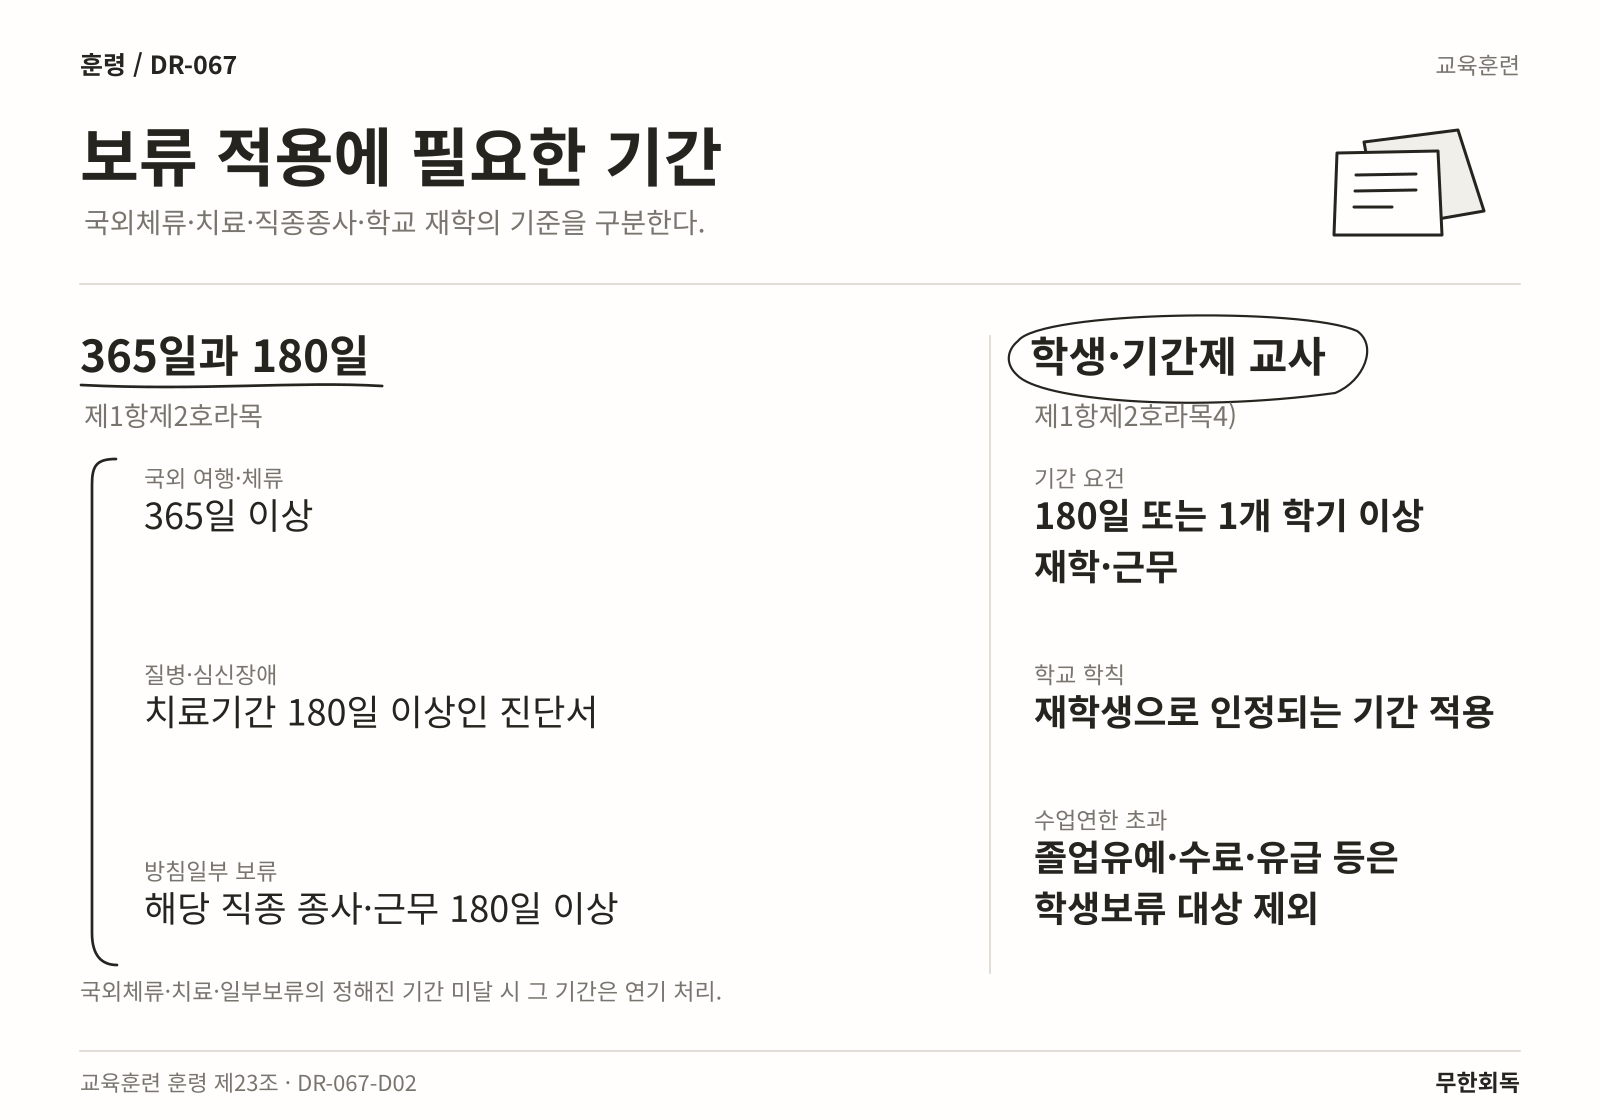 훈령 / DR-067
교육훈련
보류 적용에 필요한 기간
국외체류·치료·직종종사·학교 재학의 기준을 구분한다.
365일과 180일
제1항제2호라목
국외 여행·체류
365일 이상
질병·심신장애
치료기간 180일 이상인 진단서
방침일부 보류
해당 직종 종사·근무 180일 이상
국외체류·치료·일부보류의 정해진 기간 미달 시 그 기간은 연기 처리.
학생·기간제 교사
제1항제2호라목4)
기간 요건
180일 또는 1개 학기 이상
재학·근무
학교 학칙
재학생으로 인정되는 기간 적용
수업연한 초과
졸업유예·수료·유급 등은
학생보류 대상 제외
교육훈련 훈령 제23조 · DR-067-D02
무한회독